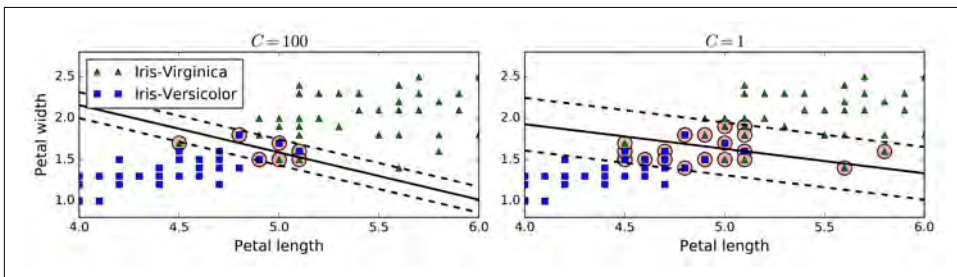 C = 100
Petal width
2.5
2.0
1.5
1.0
Iris-Virginica
Iris-Versicolor
4.0 4.5 5.0 5.5 6.0
Petal length
C = 1
2.5
2.0
1.5
1.0
4.0 4.5 5.0 5.5 6.0
Petal length